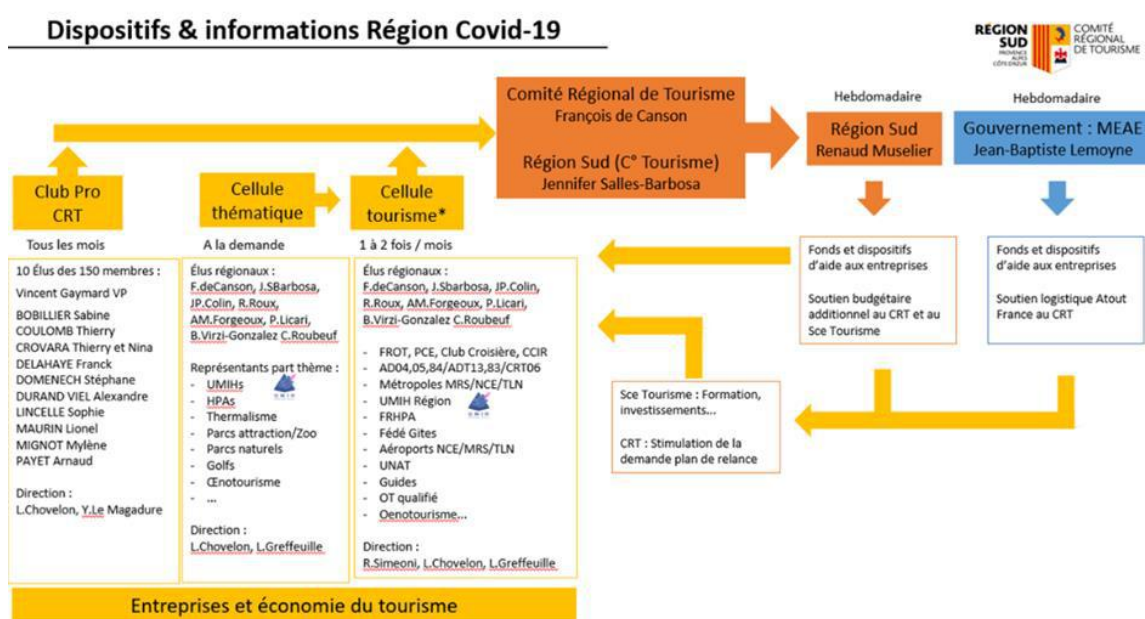 Dispositifs & informations Région Covid-19
RÉGION
SUD
PROVENCE
ALPES
CÔTE D'AZUR
COMITÉ
RÉGIONAL
DE TOURISME
Comité Régional de Tourisme
François de Canson
Région Sud (C° Tourisme)
Jennifer Salles-Barbosa
Hebdomadaire
Région Sud
Renaud Muselier
Hebdomadaire
Gouvernement : MEAE
Jean-Baptiste Lemoyne
Club Pro
CRT
Cellule
thématique
Cellule
tourisme*
Tous les mois
10 Élus des 150 membres :
Vincent Gaymard VP
BOBILLIER Sabine
COULOMB Thierry
CROVARA Thierry et Nina
DELAHAYE Franck
DOMENECH Stéphane
DURAND VIEL Alexandre
LINCELLE Sophie
MAURIN Lionel
MIGNOT Mylène
PAYET Arnaud
Direction :
L.Chovelon, Y.Le Magadure
A la demande
Élus régionaux :
F.deCanson, J.SBarbosa,
JP.Colin, R.Roux,
AM.Forgeoux, P.Licari,
B.Virzi-Gonzalez C.Roubeuf
Représentants part thème :
- UMIHs
- HPAs
- Thermalisme
- Parcs attraction/Zoo
- Parcs naturels
- Golfs
- Œnotourisme
- ...
Direction :
L.Chovelon, L.Greffeuille
1 à 2 fois / mois
Élus régionaux :
F.deCanson, J.Sbarbosa, JP.Colin,
R.Roux, AM.Forgeoux, P.Licari,
B.Virzi-Gonzalez C.Roubeuf
- FROT, PCE, Club Croisière, CCIR
- AD04,05,84/ADT13,83/CRT06
- Métropoles MRS/NCE/TLN
- UMIH Région
- FRHPA
- Fédé Gites
- Aéroports NCE/MRS/TLN
- UNAT
- Guides
- OT qualifié
- Oenotourisme...
Direction :
R.Simeoni, L.Chovelon, L.Greffeuille
UMIH
UMIH
Fonds et dispositifs
d'aide aux entreprises
Soutien budgétaire
additionnel au CRT et au
Sce Tourisme
Fonds et dispositifs
d'aide aux entreprises
Soutien logistique Atout
France au CRT
Sce Tourisme : Formation,
investissements...
CRT : Stimulation de la
demande plan de relance
Entreprises et économie du tourisme